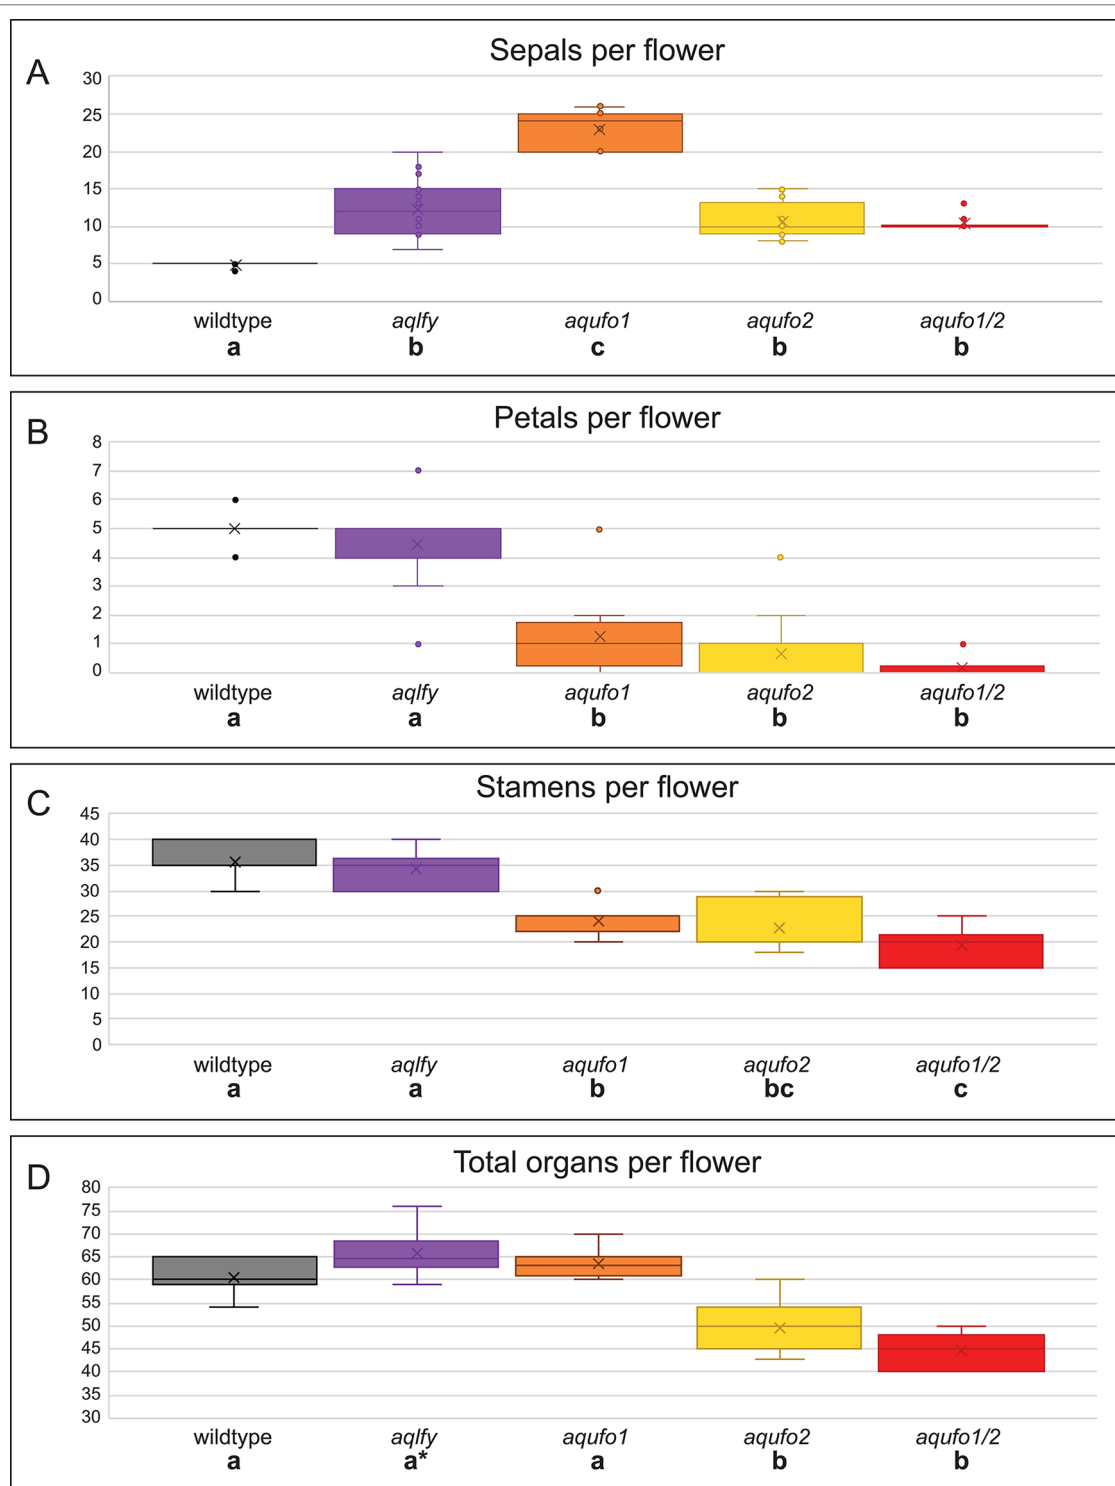 A
Sepals per flower
30
25
20
15
10
5
0
wildtype aqlfy aqufo1 aqufo2 aqufo1/2
a b c b b
B
Petals per flower
8
7
6
5
4
3
2
1
0
wildtype aqlfy aqufo1 aqufo2 aqufo1/2
a a b b b
C
Stamens per flower
45
40
35
30
25
20
15
10
5
0
wildtype aqlfy aqufo1 aqufo2 aqufo1/2
a a b bc c
D
Total organs per flower
80
75
70
65
60
55
50
45
40
35
30
wildtype aqlfy aqufo1 aqufo2 aqufo1/2
a a* a b b